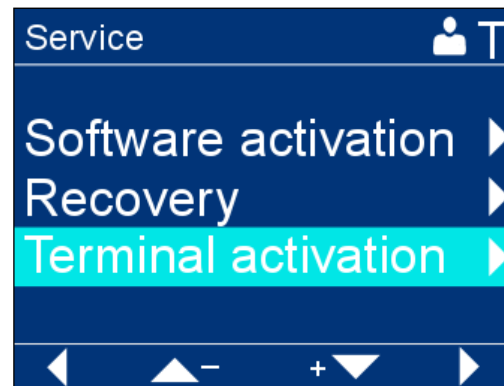 Service T
Software activation
Recovery
Terminal activation
- +